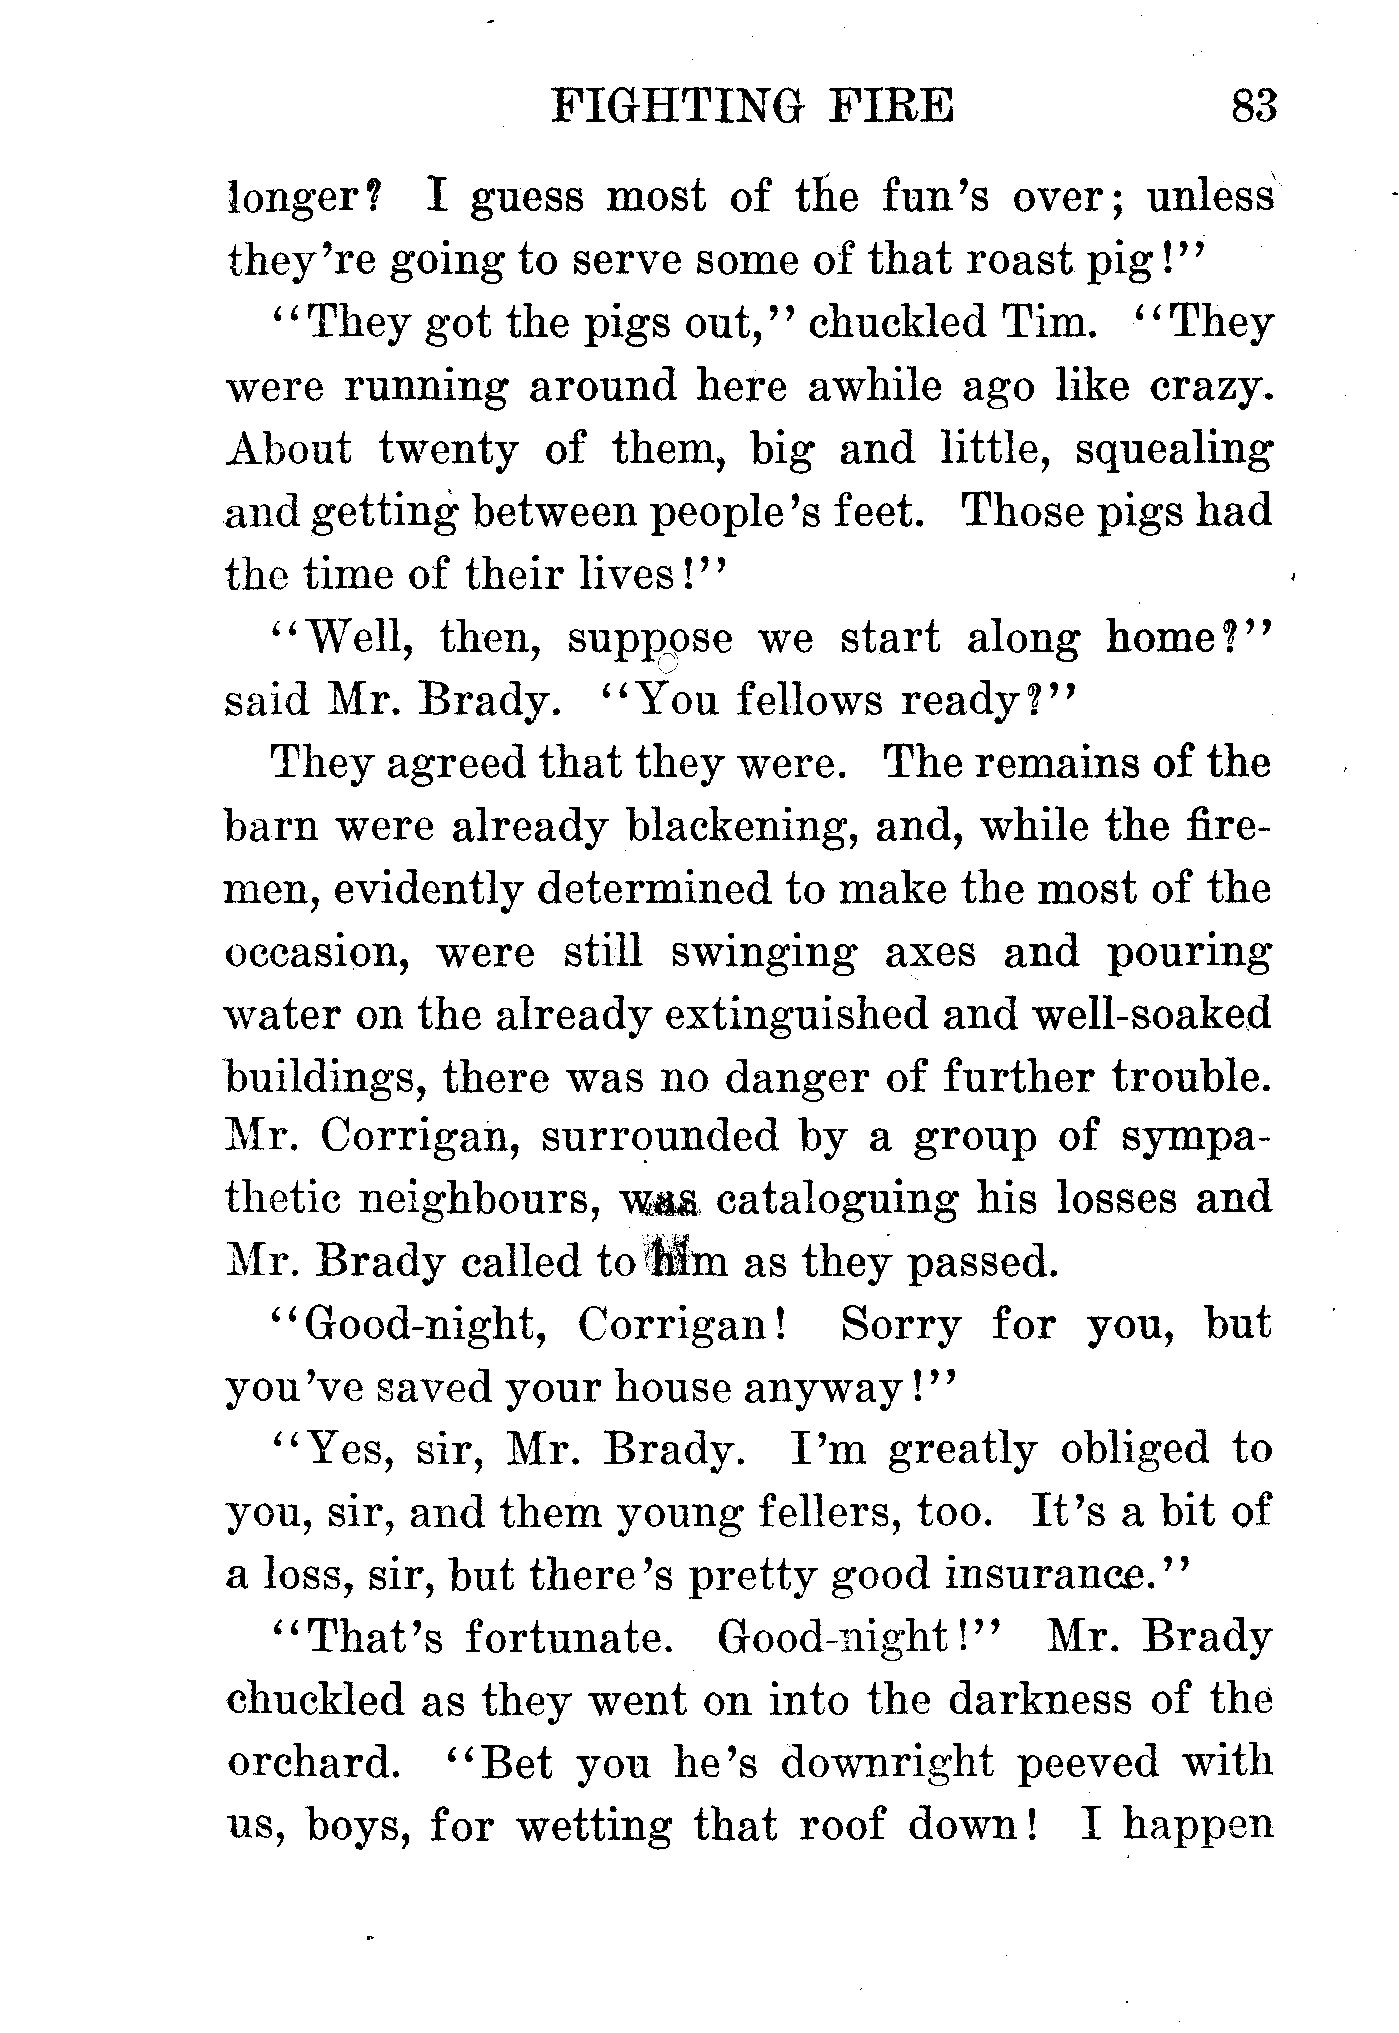 FIGHTING FIRE 83
longer? I guess most of the fun's over; unless
they're going to serve some of that roast pig!"
"They got the pigs out," chuckled Tim. "They
were running around here awhile ago like crazy.
About twenty of them, big and little, squealing
and getting between people's feet. Those pigs had
the time of their lives!"
"Well, then, suppose we start along home?"
said Mr. Brady. "You fellows ready?"
They agreed that they were. The remains of the
barn were already blackening, and, while the fire-
men, evidently determined to make the most of the
occasion, were still swinging axes and pouring
water on the already extinguished and well-soaked
buildings, there was no danger of further trouble.
Mr. Corrigan, surrounded by a group of sympa-
thetic neighbours, was cataloguing his losses and
Mr. Brady called to him as they passed.
"Good-night, Corrigan! Sorry for you, but
you've saved your house anyway!"
"Yes, sir, Mr. Brady. I'm greatly obliged to
you, sir, and them young fellers, too. It's a bit of
a loss, sir, but there's pretty good insurance."
"That's fortunate. Good-night!" Mr. Brady
chuckled as they went on into the darkness of the
orchard. "Bet you he's downright peeved with
us, boys, for wetting that roof down! I happen